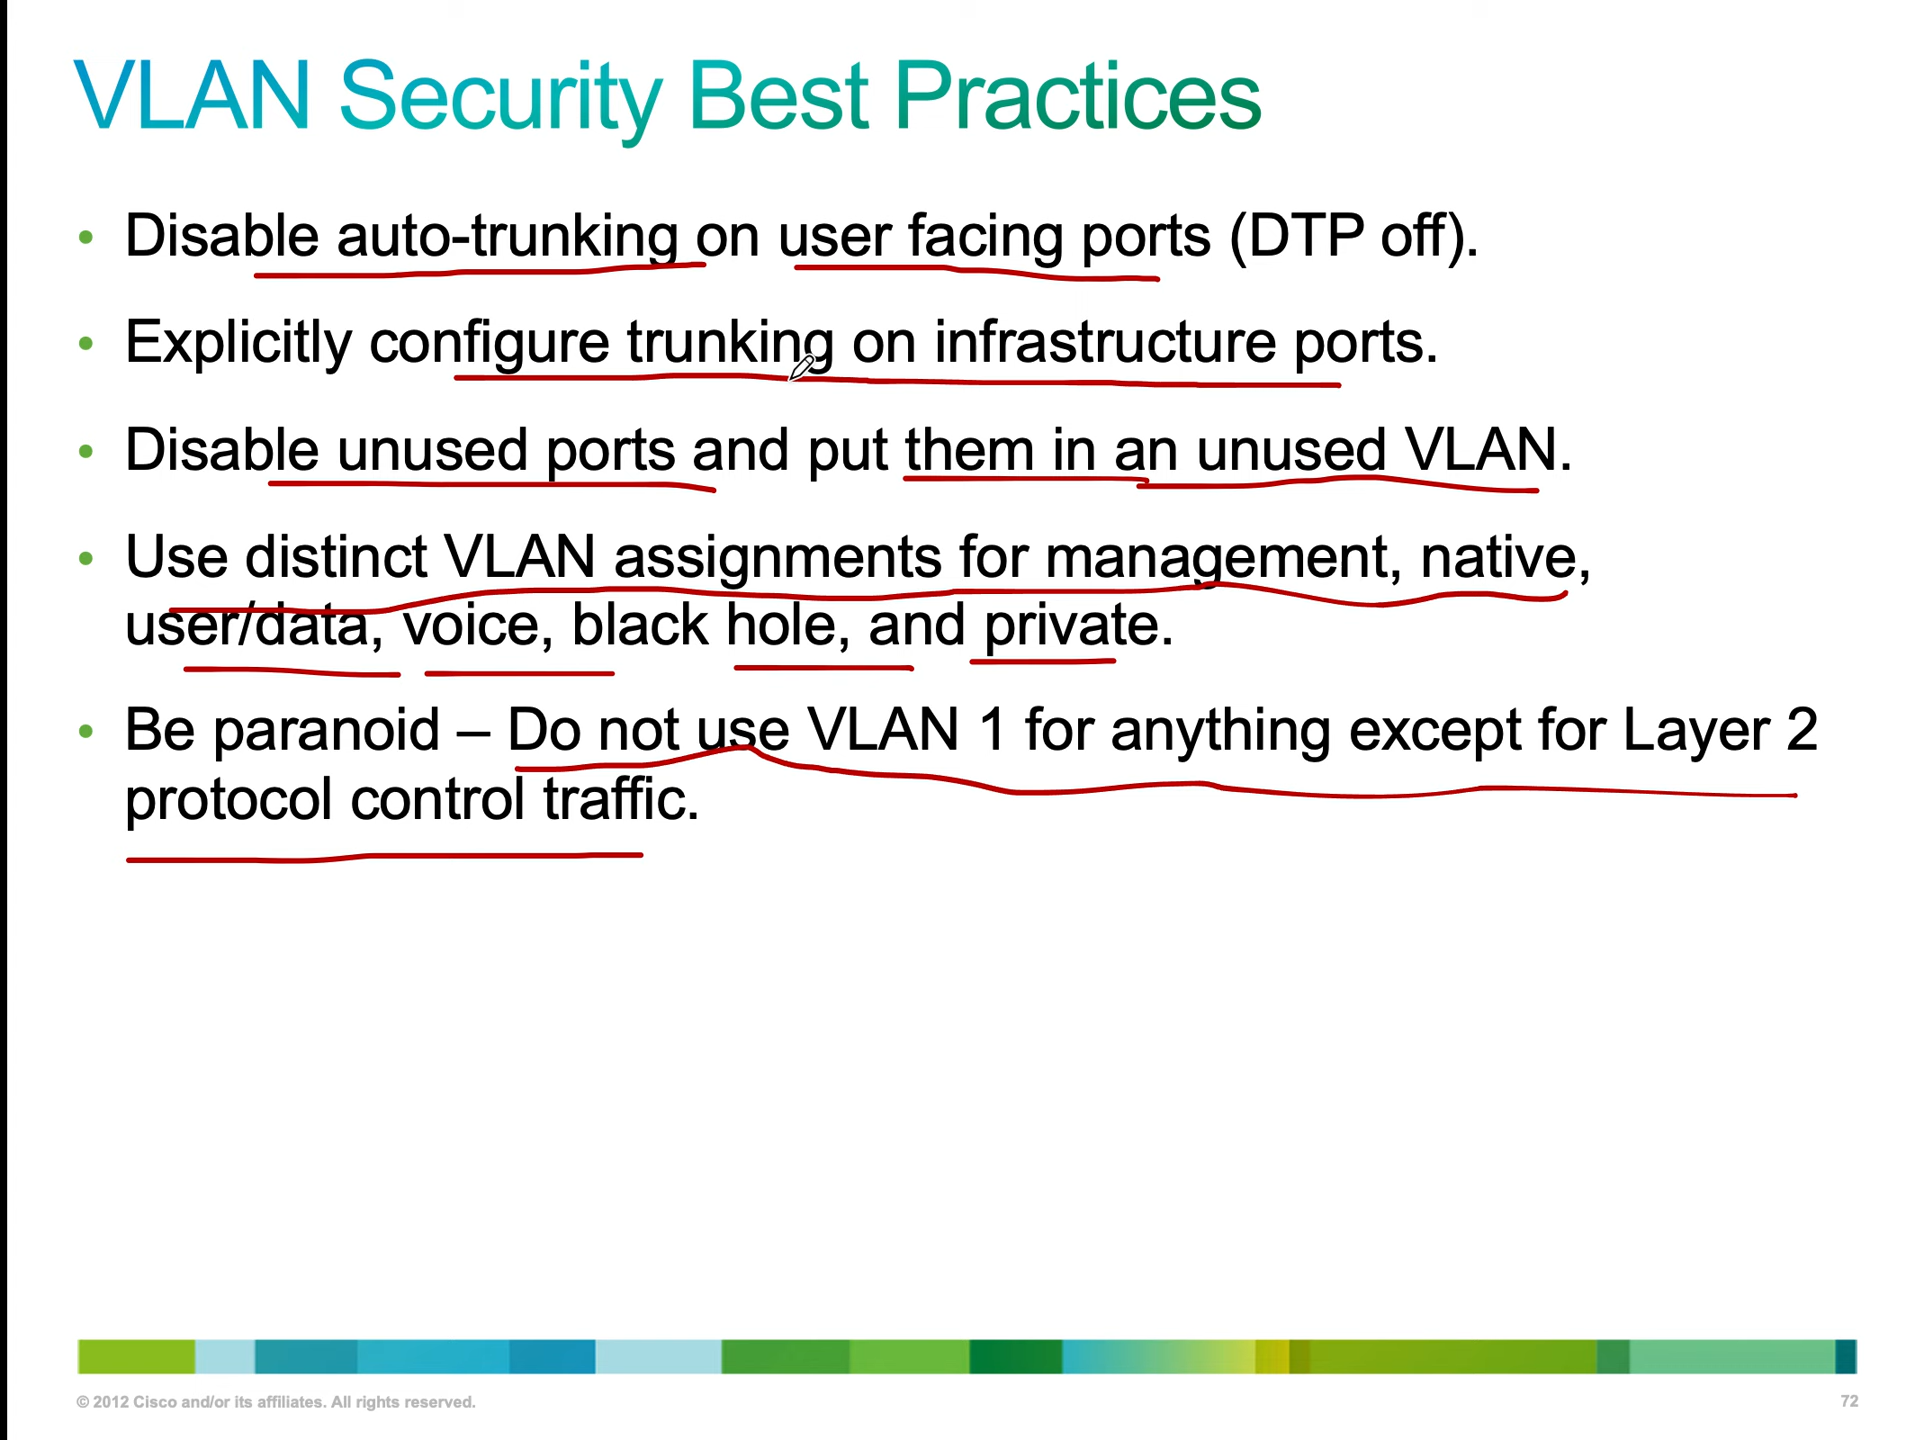 VLAN Security Best Practices
• Disable auto-trunking on user facing ports (DTP off).
• Explicitly configure trunking on infrastructure ports.
• Disable unused ports and put them in an unused VLAN.
• Use distinct VLAN assignments for management, native,
user/data, voice, black hole, and private.
• Be paranoid – Do not use VLAN 1 for anything except for Layer 2
protocol control traffic.
© 2012 Cisco and/or its affiliates. All rights reserved.
72